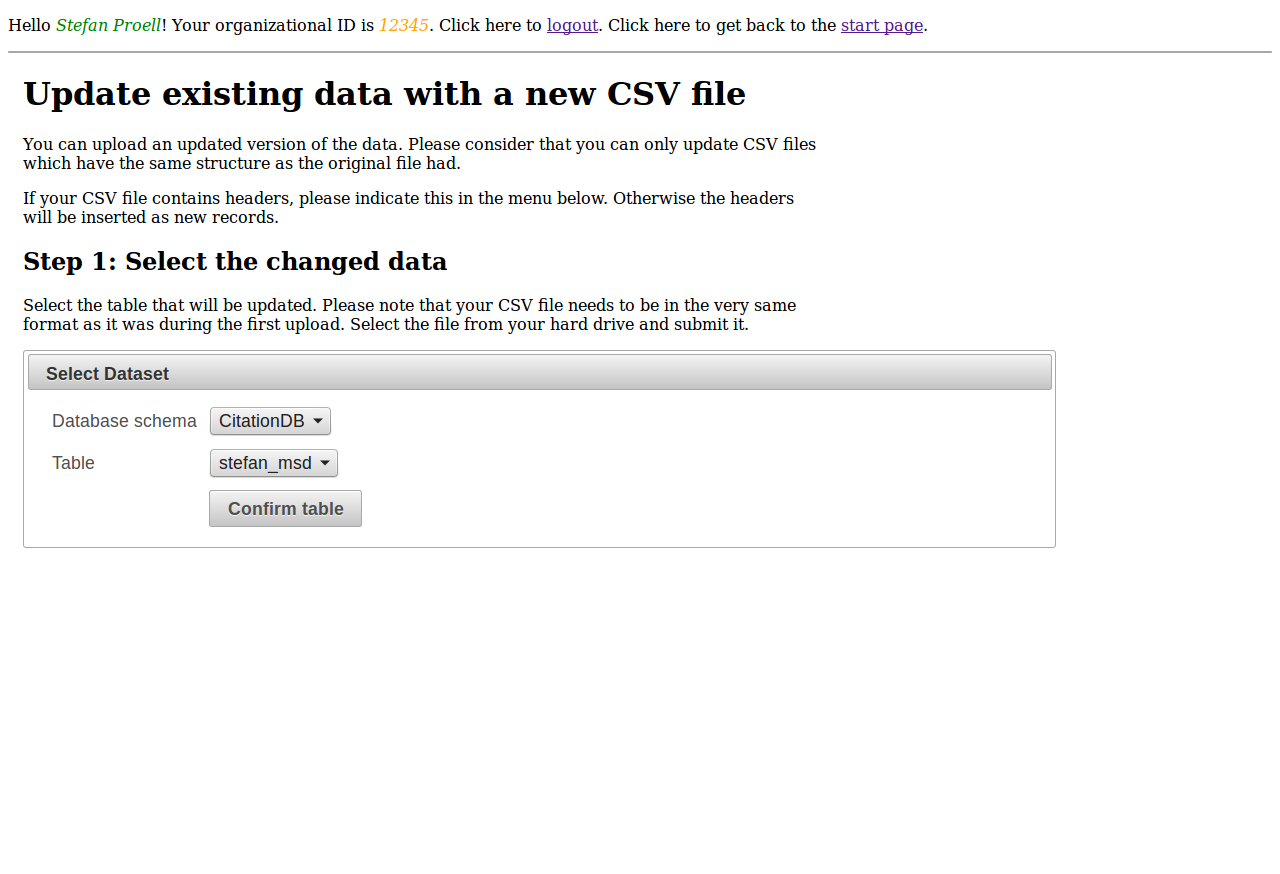 Hello Stefan Proell! Your organizational ID is 12345. Click here to logout. Click here to get back to the start page.
Update existing data with a new CSV file
You can upload an updated version of the data. Please consider that you can only update CSV files
which have the same structure as the original file had.
If your CSV file contains headers, please indicate this in the menu below. Otherwise the headers
will be inserted as new records.
Step 1: Select the changed data
Select the table that will be updated. Please note that your CSV file needs to be in the very same
format as it was during the first upload. Select the file from your hard drive and submit it.
Select Dataset
Database schema CitationDB
Table stefan_msd
Confirm table